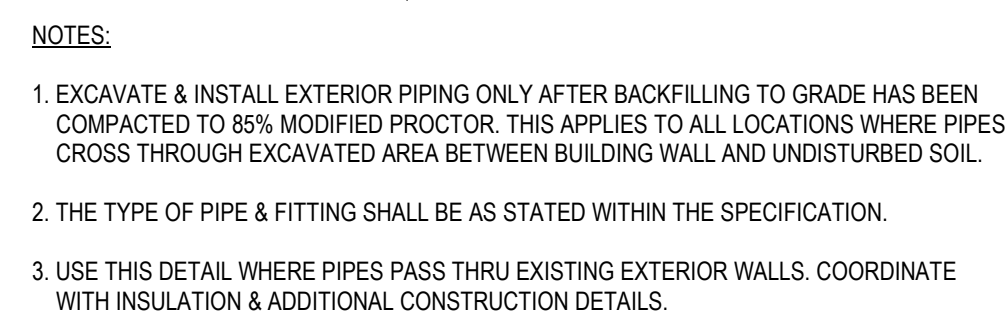 NOTES:
1. EXCAVATE & INSTALL EXTERIOR PIPING ONLY AFTER BACKFILLING TO GRADE HAS BEEN
COMPACTED TO 85% MODIFIED PROCTOR. THIS APPLIES TO ALL LOCATIONS WHERE PIPES
CROSS THROUGH EXCAVATED AREA BETWEEN BUILDING WALL AND UNDISTURBED SOIL.
2. THE TYPE OF PIPE & FITTING SHALL BE AS STATED WITHIN THE SPECIFICATION.
3. USE THIS DETAIL WHERE PIPES PASS THRU EXISTING EXTERIOR WALLS. COORDINATE
WITH INSULATION & ADDITIONAL CONSTRUCTION DETAILS.